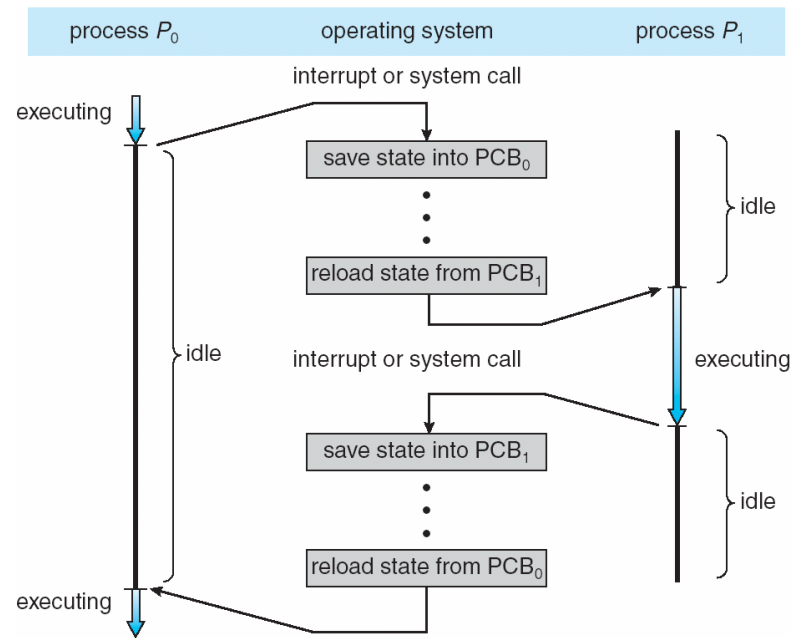 process P0 operating system process P1
interrupt or system call
executing
save state into PCB0
idle
reload state from PCB1
idle
interrupt or system call
executing
save state into PCB1
idle
reload state from PCB0
executing